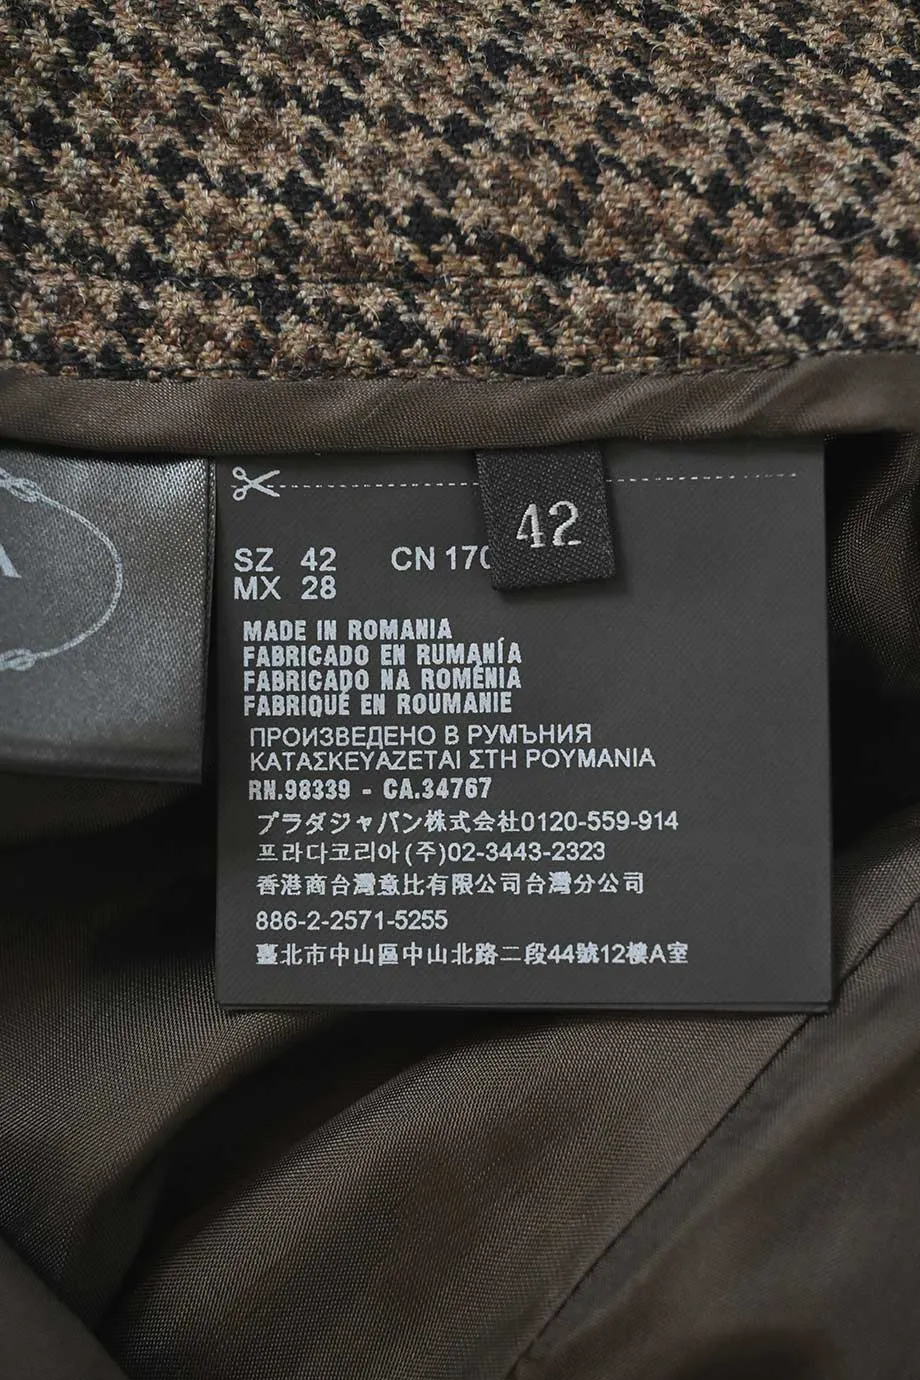 A
42
SZ 42 CN 170
MX 28
MADE IN ROMANIA
FABRICADO EN RUMANÍA
FABRICADO NA ROMÉNIA
FABRIQUÉ EN ROUMANIE
ПРОИЗВЕДЕНО В РУМЪНИЯ
ΚΑΤΑΣΚΕΥΑΖΕΤΑΙ ΣΤΗ ΡΟΥΜΑΝΙΑ
RN.98339 - CA.34767
プラダジャパン株式会社0120-559-914
프라다코리아(주)02-3443-2323
香港商台灣意比有限公司台灣分公司
886-2-2571-5255
臺北市中山區中山北路二段44號12樓A室